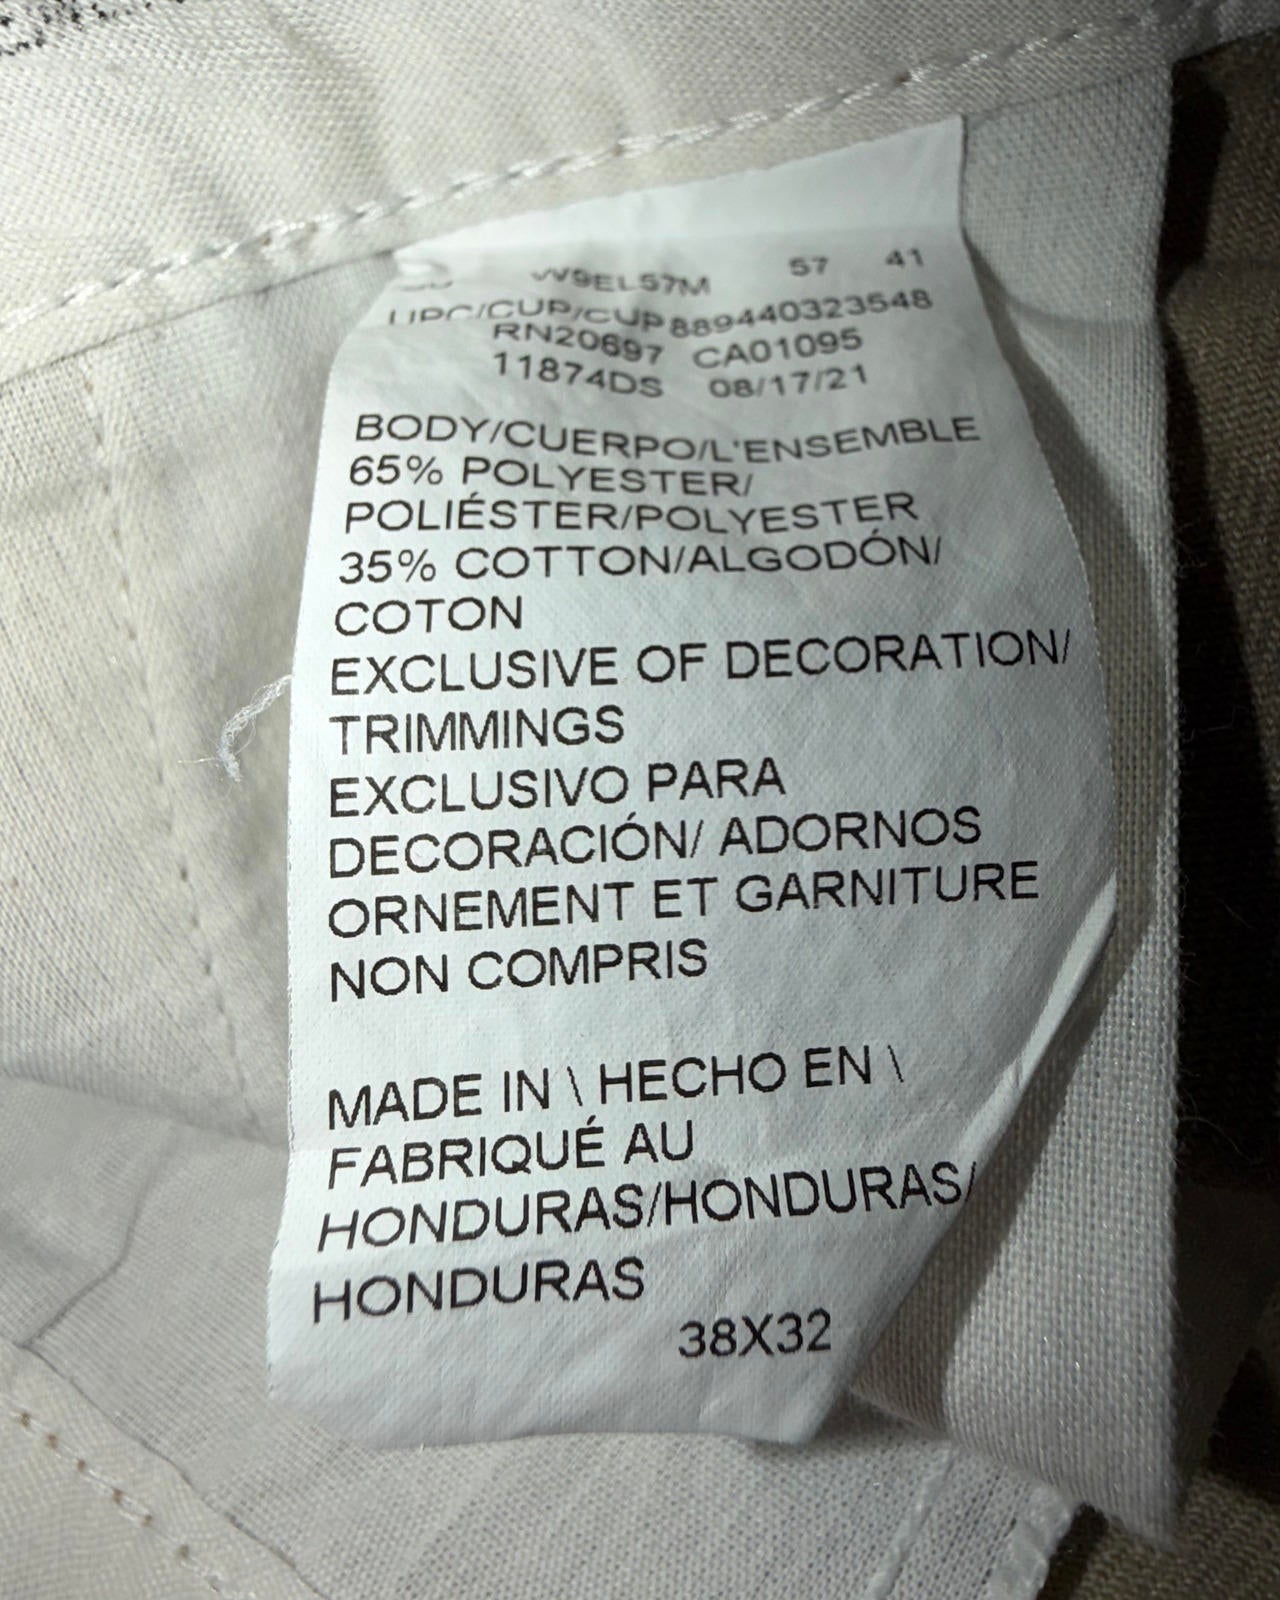 W9EL57M 57 41
UPC/CUP/CUP889440323548
RN20697 CA01095
11874DS 08/17/21
BODY/CUERPO/L'ENSEMBLE
65% POLYESTER/
POLIÉSTER/POLYESTER
35% COTTON/ALGODÓN/
COTON
EXCLUSIVE OF DECORATION/
TRIMMINGS
EXCLUSIVO PARA
DECORACIÓN/ ADORNOS
ORNEMENT ET GARNITURE
NON COMPRIS
MADE IN \ HECHO EN \
FABRIQUÉ AU
HONDURAS/HONDURAS/
HONDURAS
38X32